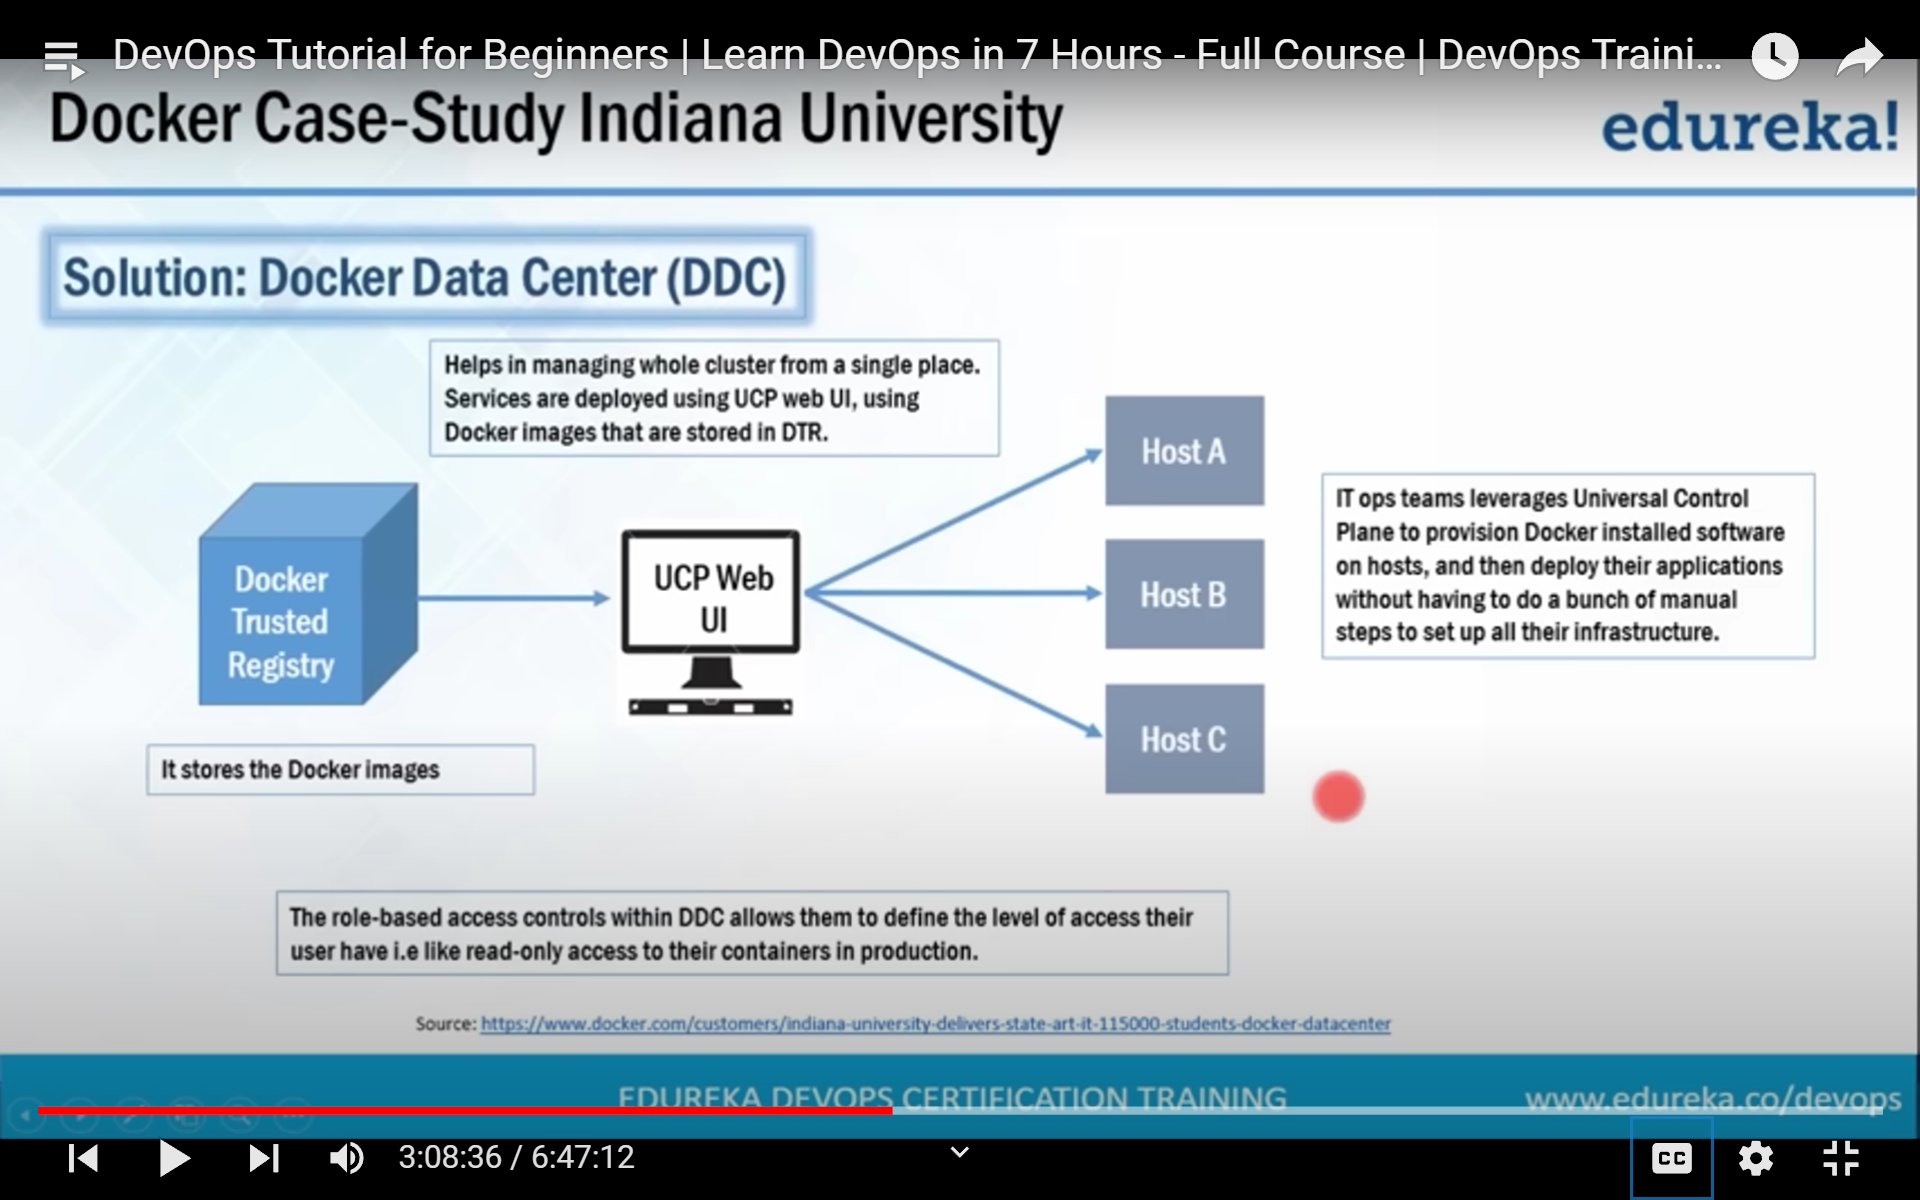 DevOps Tutorial for Beginners | Learn DevOps in 7 Hours - Full Course | DevOps Traini...
Docker Case-Study Indiana University
edureka!
Solution: Docker Data Center (DDC)
Helps in managing whole cluster from a single place.
Services are deployed using UCP web UI, using
Docker images that are stored in DTR.
Docker
Trusted
Registry
UCP Web
UI
Host A
Host B
Host C
IT ops teams leverages Universal Control
Plane to provision Docker installed software
on hosts, and then deploy their applications
without having to do a bunch of manual
steps to set up all their infrastructure.
It stores the Docker images
The role-based access controls within DDC allows them to define the level of access their
user have i.e like read-only access to their containers in production.
Source: https://www.docker.com/customers/indiana-university-delivers-state-art-it-115000-students-docker-datacenter
EDUREKA DEVOPS CERTIFICATION TRAINING
www.edureka.co/devops
3:08:36 / 6:47:12
CC